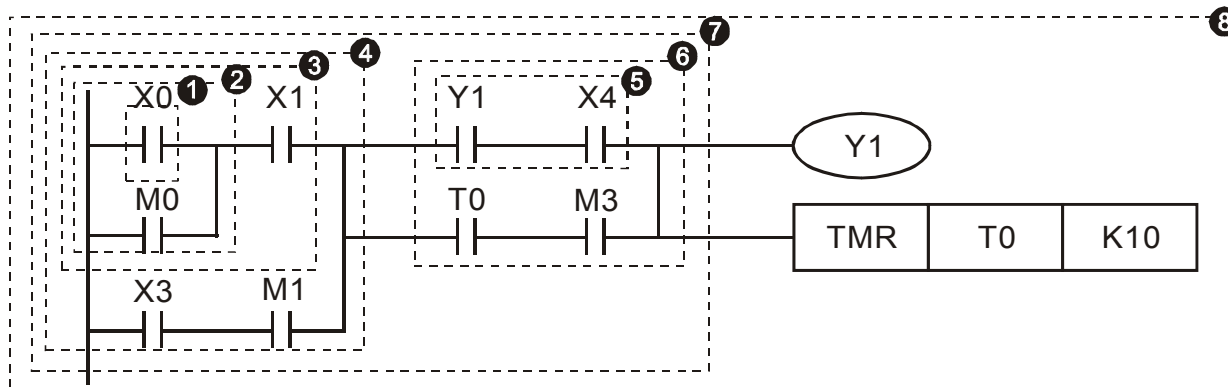 8
7
4 6
3
1 2 5
X0 X1 Y1 X4
Y1
M0 T0 M3
TMR T0 K10
X3 M1